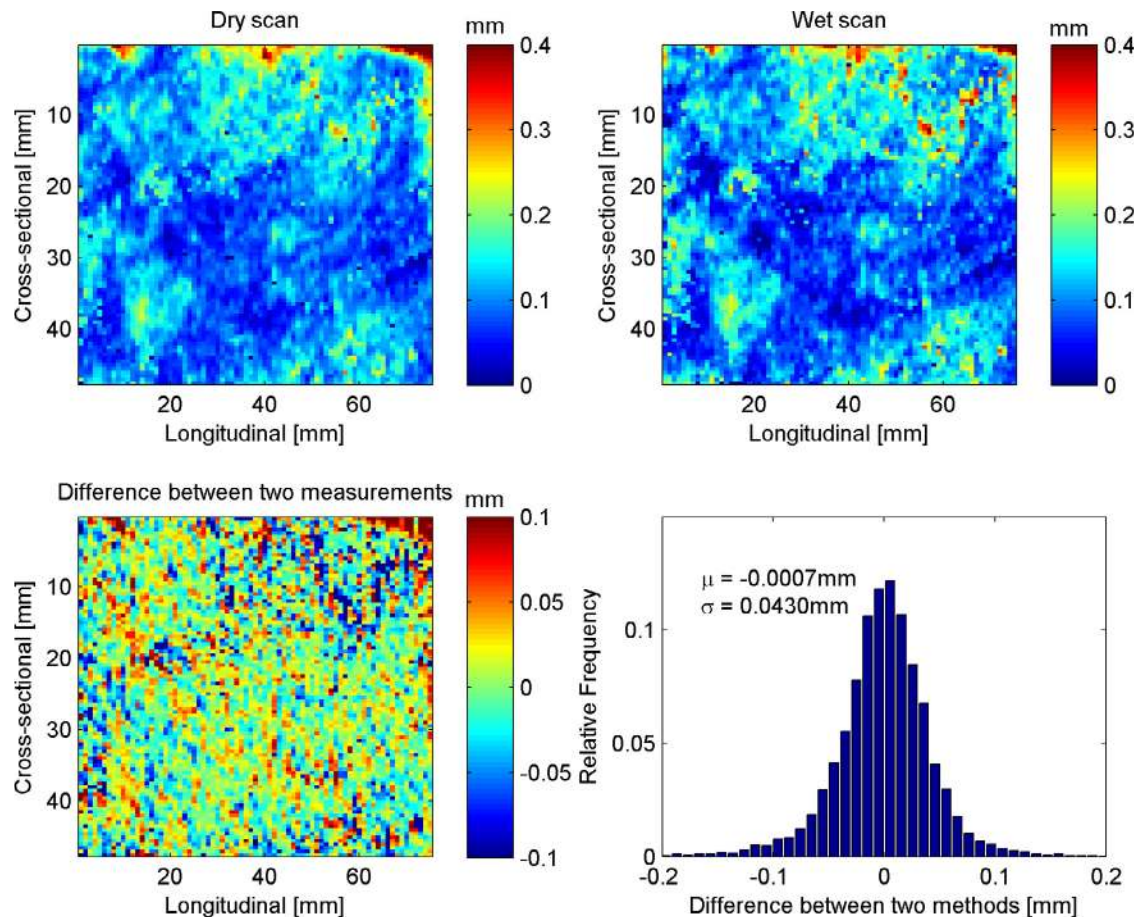 Dry scan
mm
0.4
0.3
0.2
0.1
0
10
20
30
40
Cross-sectional [mm]
20
40
60
Longitudinal [mm]
Wet scan
mm
0.4
0.3
0.2
0.1
0
10
20
30
40
Cross-sectional [mm]
20
40
60
Longitudinal [mm]
Difference between two measurements
mm
0.1
0.05
0
-0.05
-0.1
10
20
30
40
Cross-sectional [mm]
20
40
60
Longitudinal [mm]
μ = -0.0007mm
σ = 0.0430mm
0.1
0.05
0
Relative Frequency
-0.2
-0.1
0
0.1
0.2
Difference between two methods [mm]